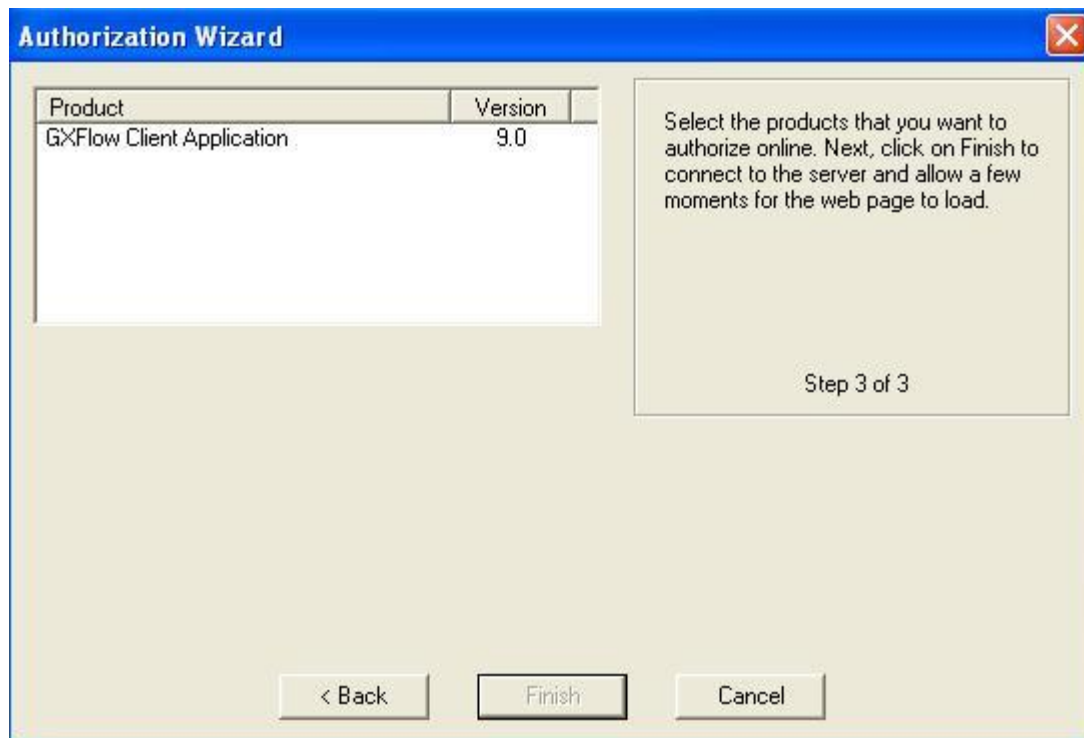 Authorization Wizard
Product Version
GXFlow Client Application 9.0
Select the products that you want to
authorize online. Next, click on Finish to
connect to the server and allow a few
moments for the web page to load.
Step 3 of 3
< Back Finish Cancel